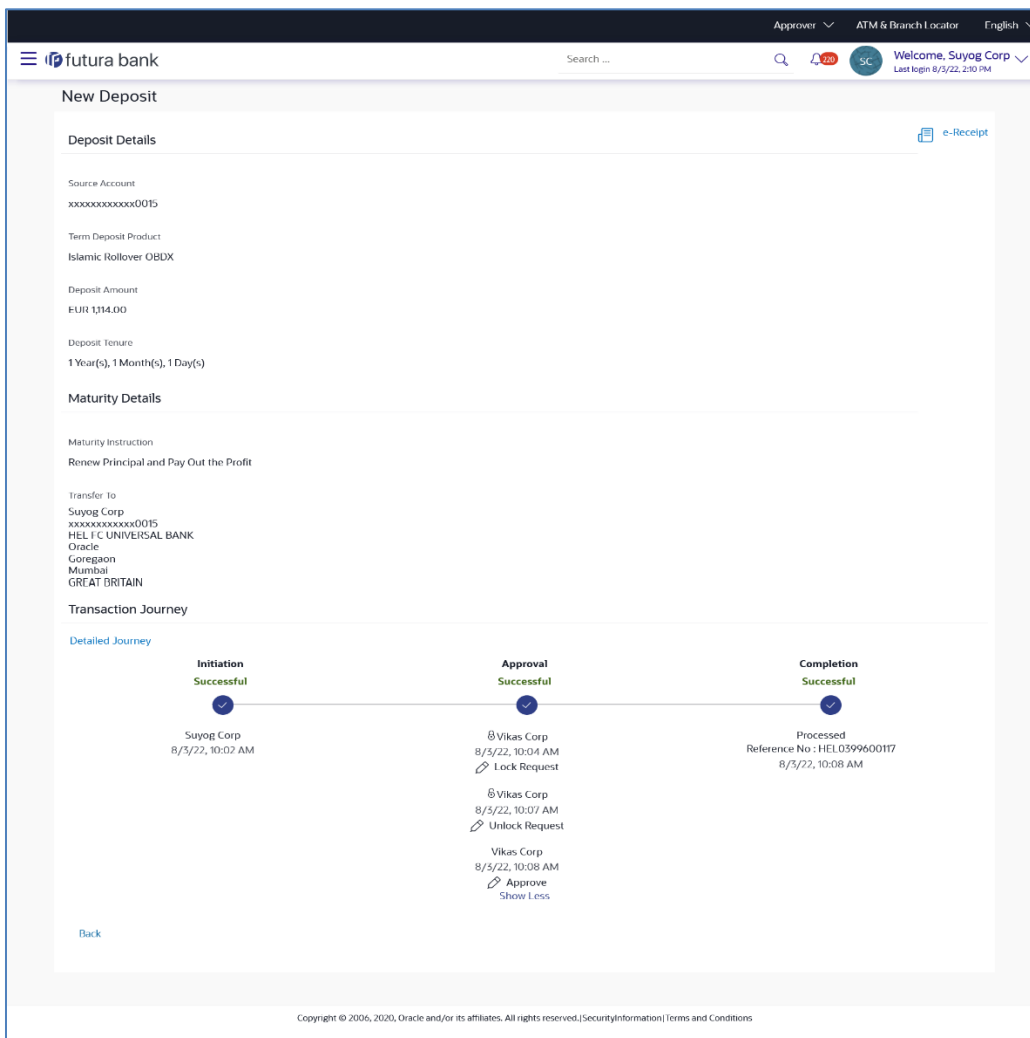 Approver ATM & Branch Locator English
futura bank Search ... 220 SC Welcome, Suyog Corp
Last login 8/3/22, 2:10 PM
New Deposit
Deposit Details e-Receipt
Source Account
xxxxxxxxxxxx0015
Term Deposit Product
Islamic Rollover OBDX
Deposit Amount
EUR 1,114.00
Deposit Tenure
1 Year(s), 1 Month(s), 1 Day(s)
Maturity Details
Maturity Instruction
Renew Principal and Pay Out the Profit
Transfer To
Suyog Corp
xxxxxxxxxxxx0015
HEL FC UNIVERSAL BANK
Oracle
Goregaon
Mumbai
GREAT BRITAIN
Transaction Journey
Detailed Journey
Initiation
Successful
Suyog Corp
8/3/22, 10:02 AM
Approval
Successful
Vikas Corp
8/3/22, 10:04 AM
Lock Request
Vikas Corp
8/3/22, 10:07 AM
Unlock Request
Vikas Corp
8/3/22, 10:08 AM
Approve
Show Less
Completion
Successful
Processed
Reference No : HEL0399600117
8/3/22, 10:08 AM
Back
Copyright © 2006, 2020, Oracle and/or its affiliates. All rights reserved.|SecurityInformation|Terms and Conditions